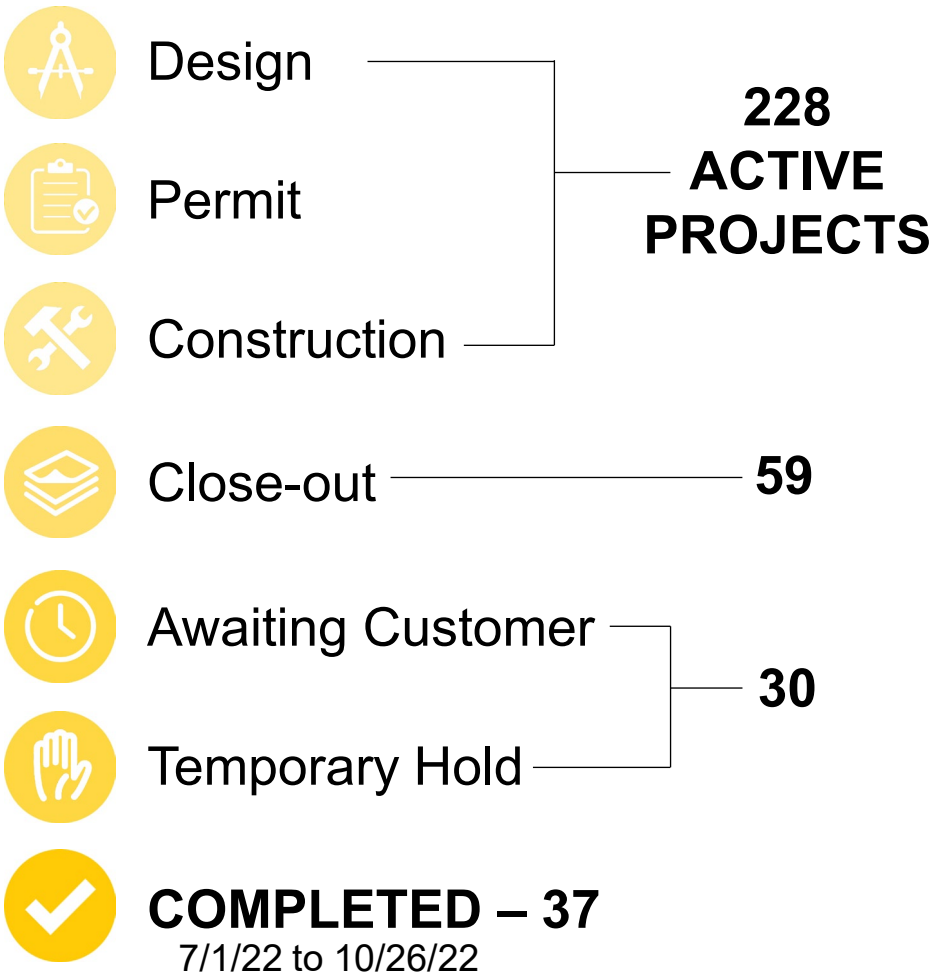 Design
228
ACTIVE
PROJECTS
Permit
Construction
Close-out
59
Awaiting Customer
30
Temporary Hold
COMPLETED – 37
7/1/22 to 10/26/22